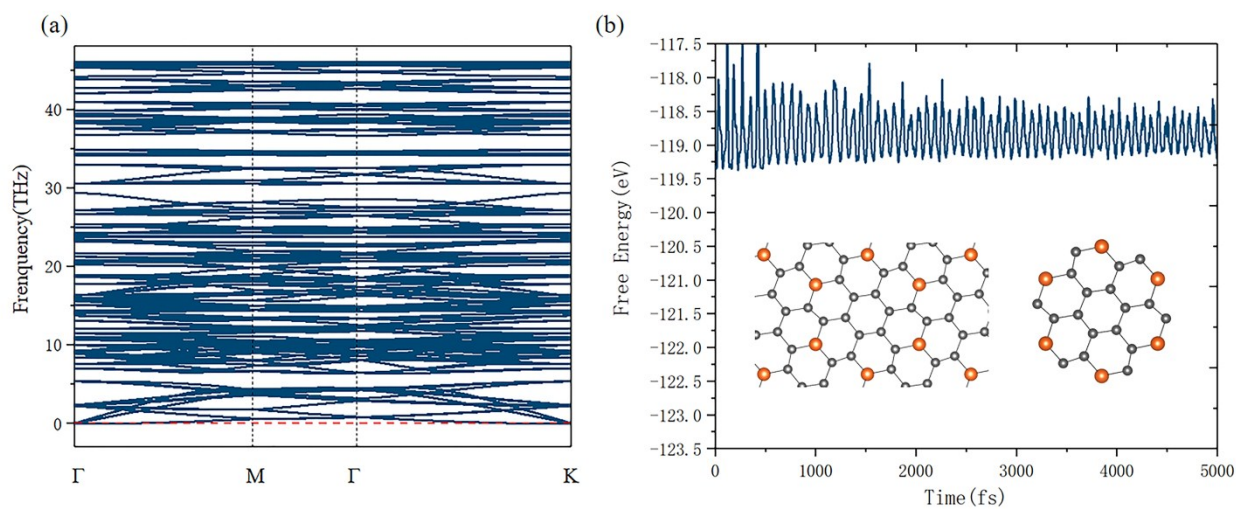 (a)
Frenquency(THz)
40
30
20
10
0
Γ
M
Γ
K
(b)
Free Energy(eV)
-117.5
-118.0
-118.5
-119.0
-119.5
-120.0
-120.5
-121.0
-121.5
-122.0
-122.5
-123.0
-123.5
0
1000
2000
3000
4000
5000
Time(fs)